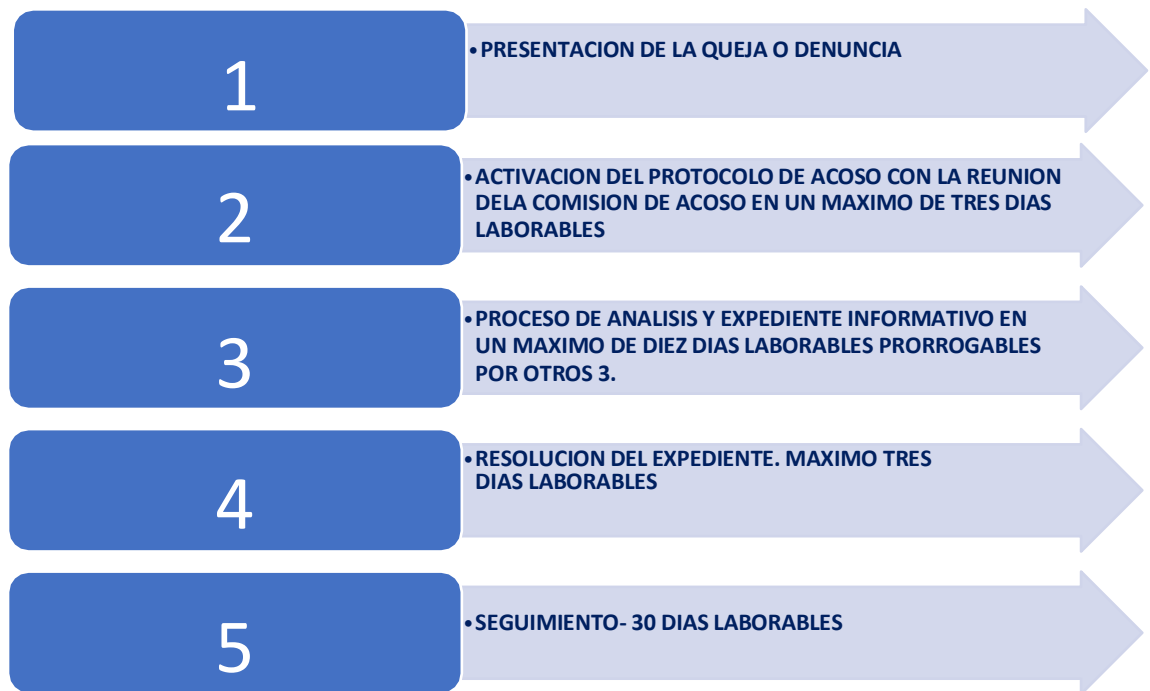 1
•PRESENTACION DE LA QUEJA O DENUNCIA
2
•ACTIVACION DEL PROTOCOLO DE ACOSO CON LA REUNION
DELA COMISION DE ACOSO EN UN MAXIMO DE TRES DIAS
LABORABLES
3
•PROCESO DE ANALISIS Y EXPEDIENTE INFORMATIVO EN
UN MAXIMO DE DIEZ DIAS LABORABLES PRORROGABLES
POR OTROS 3.
4
•RESOLUCION DEL EXPEDIENTE. MAXIMO TRES
DIAS LABORABLES
5
•SEGUIMIENTO- 30 DIAS LABORABLES